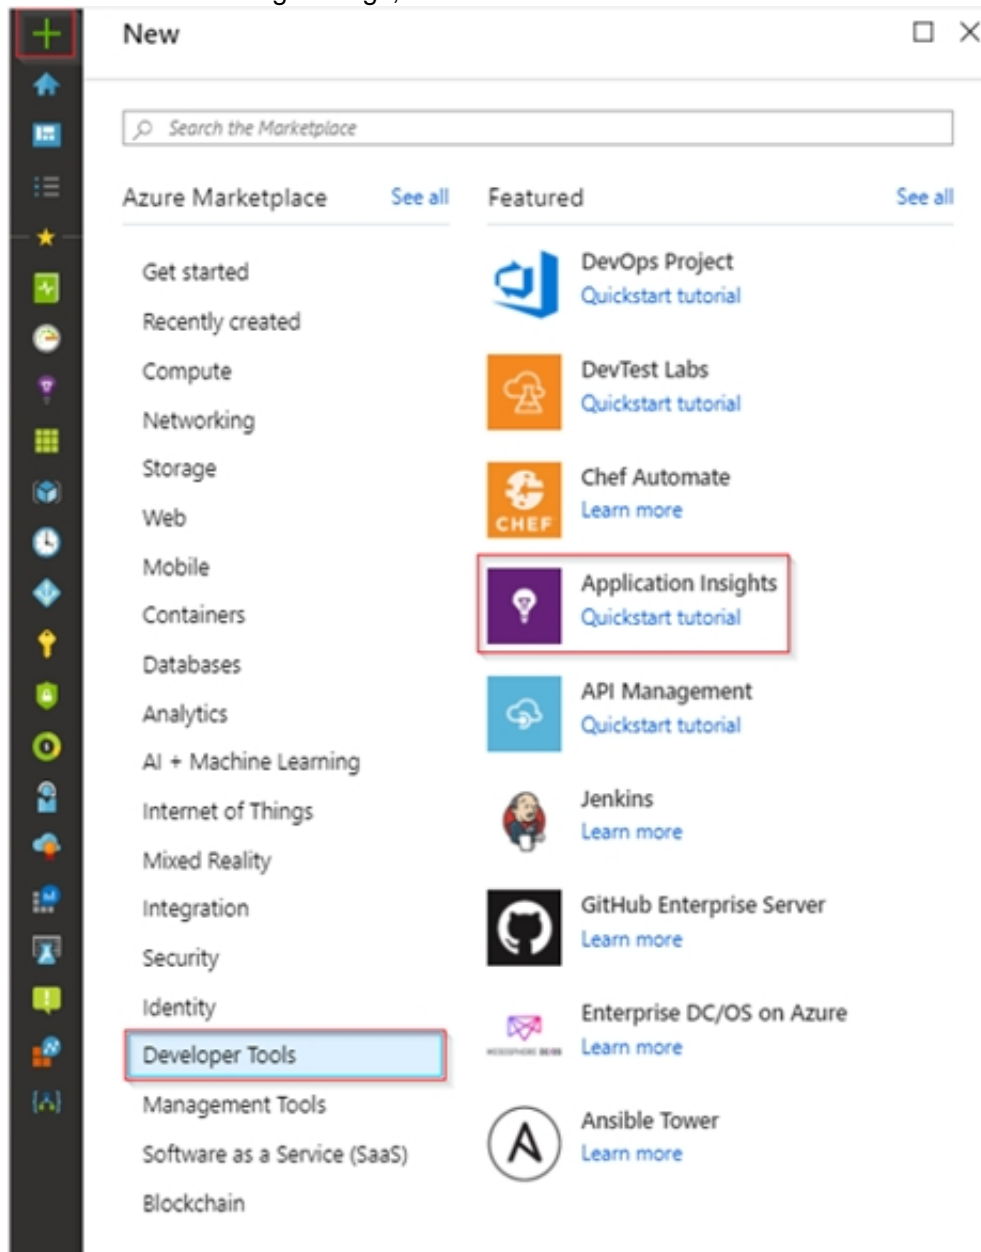 New
Search the Marketplace
Azure Marketplace
See all
Get started
Recently created
Compute
Networking
Storage
Web
Mobile
Containers
Databases
Analytics
AI + Machine Learning
Internet of Things
Mixed Reality
Integration
Security
Identity
Developer Tools
Management Tools
Software as a Service (SaaS)
Blockchain
Featured
See all
DevOps Project
Quickstart tutorial
DevTest Labs
Quickstart tutorial
CHEF
Chef Automate
Learn more
Application Insights
Quickstart tutorial
API Management
Quickstart tutorial
Jenkins
Learn more
GitHub Enterprise Server
Learn more
Enterprise DC/OS on Azure
Learn more
Ansible Tower
Learn more